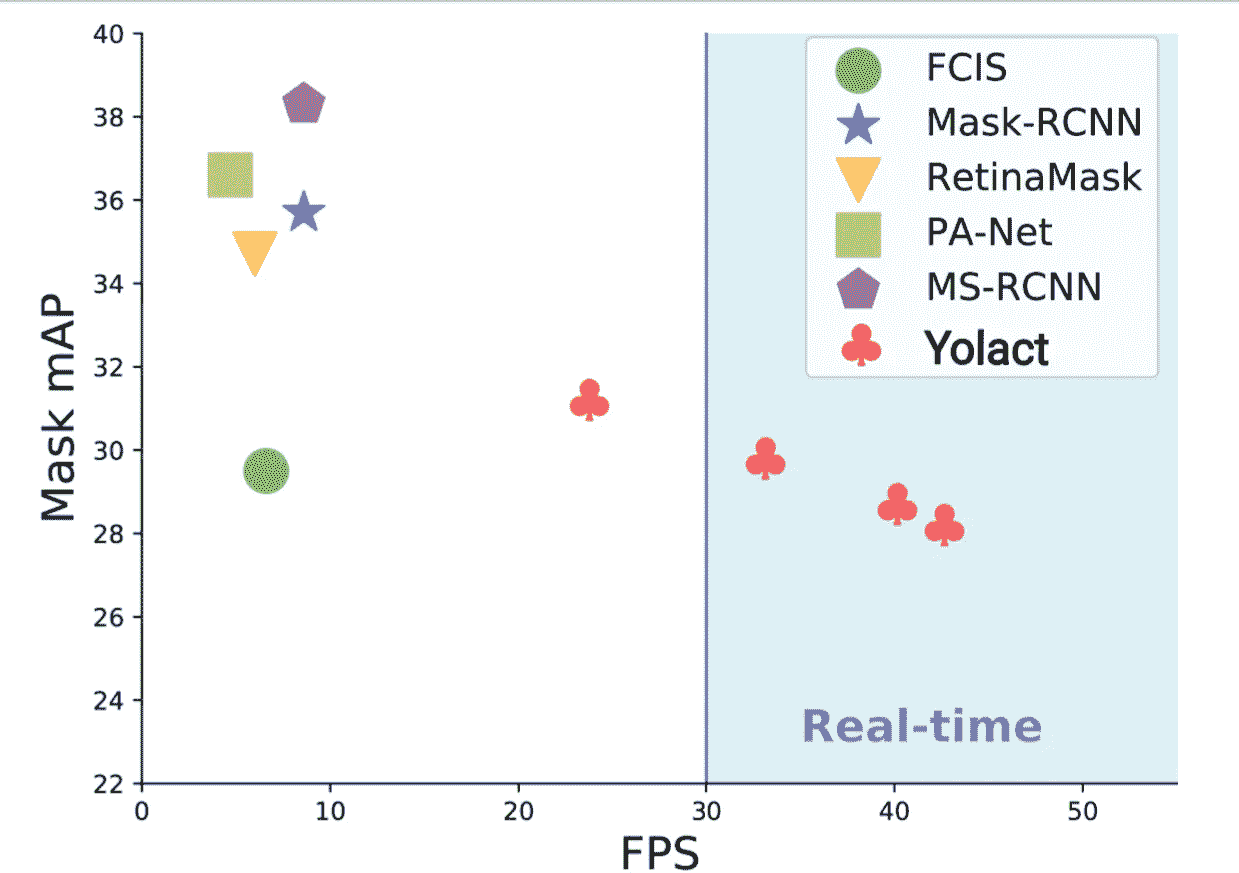 40
38
36
34
32
30
28
26
24
22
Mask mAP
FCIS
Mask-RCNN
RetinaMask
PA-Net
MS-RCNN
Yolact
Real-time
0 10 20 30 40 50
FPS